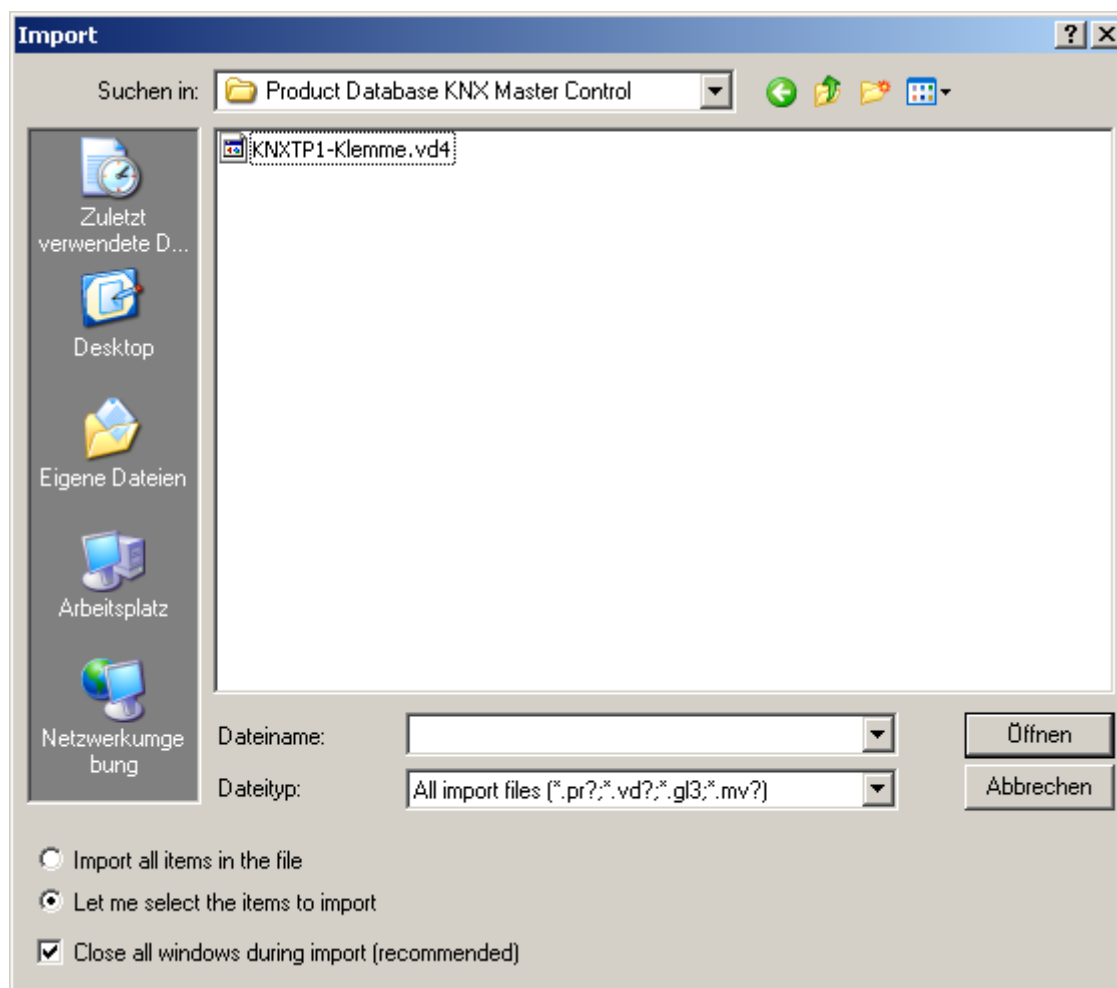 Import
Suchen in:
Product Database KNX Master Control
KNXTP1-Klemme.vd4
Zuletzt
verwendete D...
Desktop
Eigene Dateien
Arbeitsplatz
Netzwerkumge
bung
Dateiname:
Öffnen
Dateityp:
All import files (*.pr?;*.vd?;*.gl3;*.mv?)
Abbrechen
Import all items in the file
Let me select the items to import
Close all windows during import (recommended)